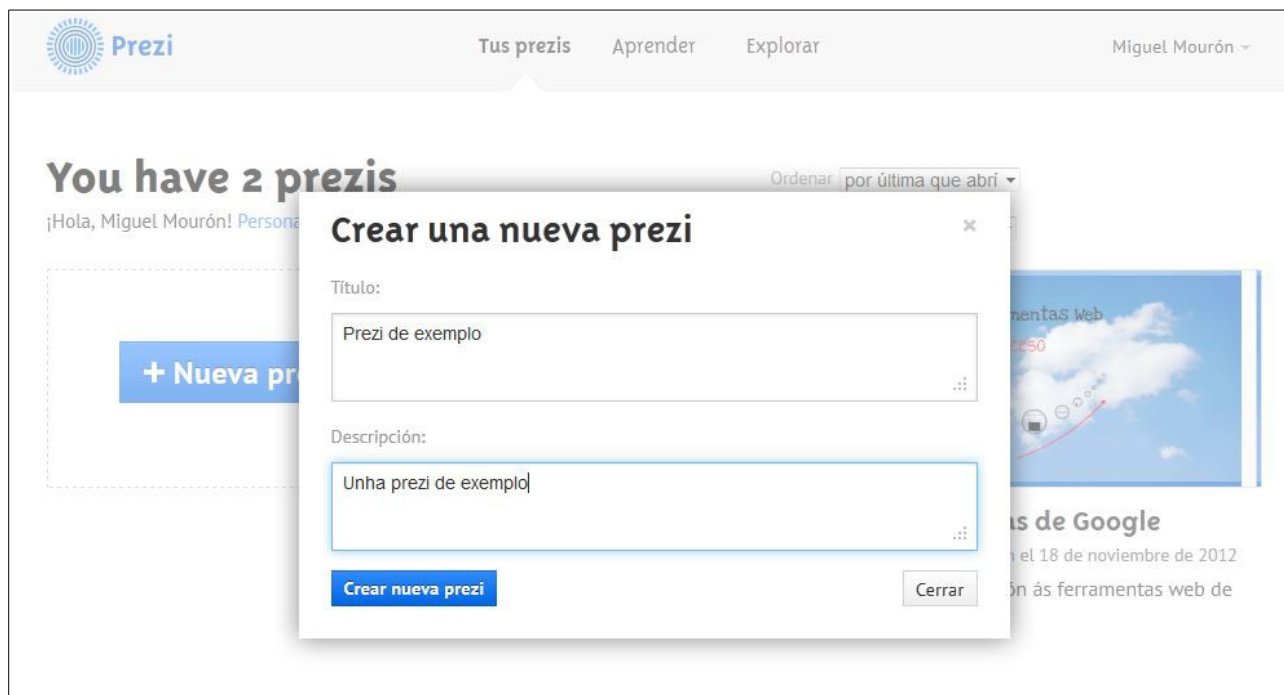 Prezi
Tus prezis Aprender Explorar
Miguel Mourón
You have 2 prezis
Ordenar por última que abrí
¡Hola, Miguel Mourón!
+ Nueva
Crear una nueva prezi
Título:
Prezi de exemplo
Descripción:
Unha prezi de exemplo
Crear nueva prezi
Cerrar
Web
de Google
el 18 de noviembre de 2012
ás ferramentas web de